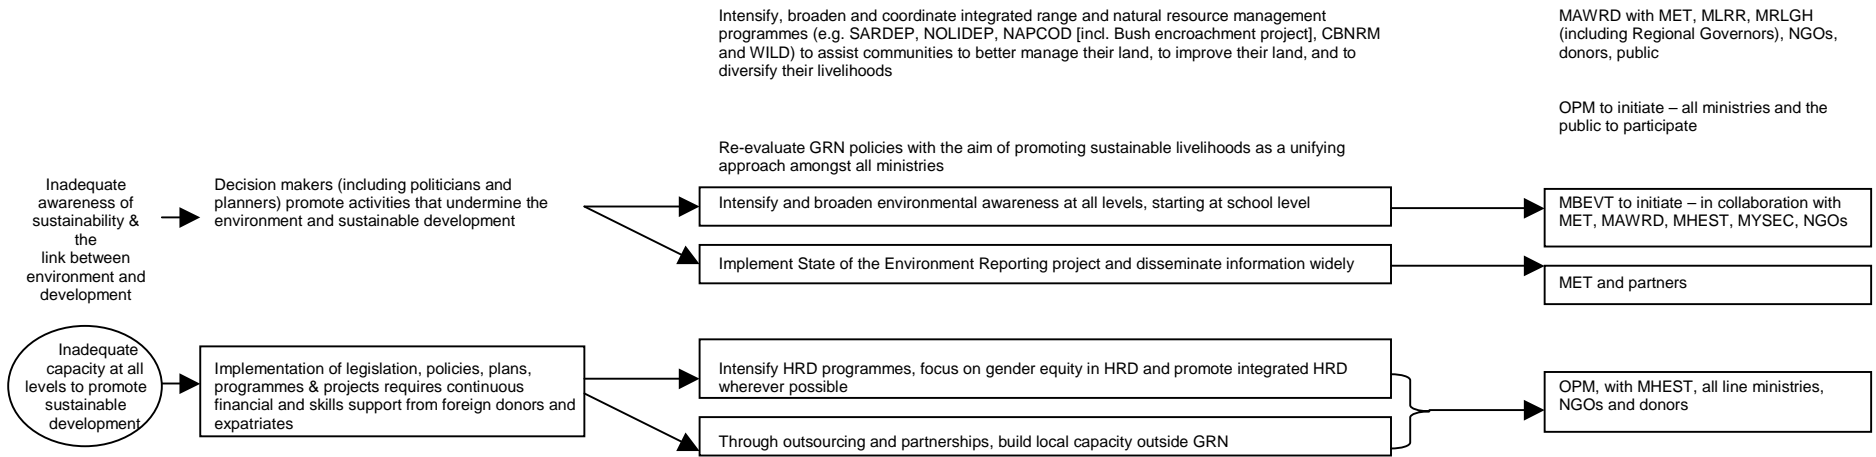 Intensify, broaden and coordinate integrated range and natural resource management
programmes (e.g. SARDEP, NOLIDEP, NAPCOD [incl. Bush encroachment project], CBNRM
and WILD) to assist communities to better manage their land, to improve their land, and to
diversify their livelihoods
MAWRD with MET, MLRR, MRLGH
(including Regional Governors), NGOs,
donors, public
OPM to initiate – all ministries and the
public to participate
Re-evaluate GRN policies with the aim of promoting sustainable livelihoods as a unifying
approach amongst all ministries
Inadequate
awareness of
sustainability &
the
link between
environment and
development
Decision makers (including politicians and
planners) promote activities that undermine the
environment and sustainable development
Intensify and broaden environmental awareness at all levels, starting at school level
MBEVT to initiate – in collaboration with
MET, MAWRD, MHEST, MYSEC, NGOs
Implement State of the Environment Reporting project and disseminate information widely
MET and partners
Inadequate
capacity at all
levels to promote
sustainable
development
Implementation of legislation, policies, plans,
programmes & projects requires continuous
financial and skills support from foreign donors and
expatriates
Intensify HRD programmes, focus on gender equity in HRD and promote integrated HRD
wherever possible
Through outsourcing and partnerships, build local capacity outside GRN
OPM, with MHEST, all line ministries,
NGOs and donors